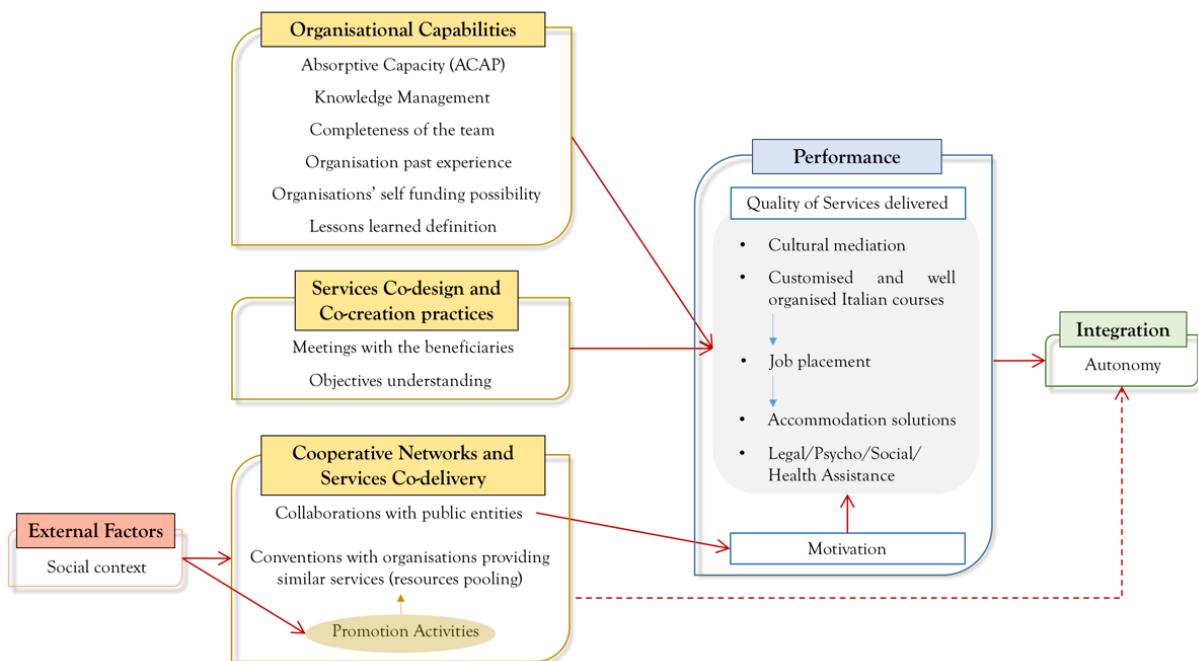 Organisational Capabilities
Absorptive Capacity (ACAP)
Knowledge Management
Completeness of the team
Organisation past experience
Organisations' self funding possibility
Lessons learned definition
Services Co-design and
Co-creation practices
Meetings with the beneficiaries
Objectives understanding
Cooperative Networks and
Services Co-delivery
Collaborations with public entities
Conventions with organisations providing
similar services (resources pooling)
Promotion Activities
External Factors
Social context
Performance
Quality of Services delivered
• Cultural mediation
• Customised and well
organised Italian courses
• Job placement
• Accommodation solutions
• Legal/Psycho/Social/
Health Assistance
Motivation
Integration
Autonomy